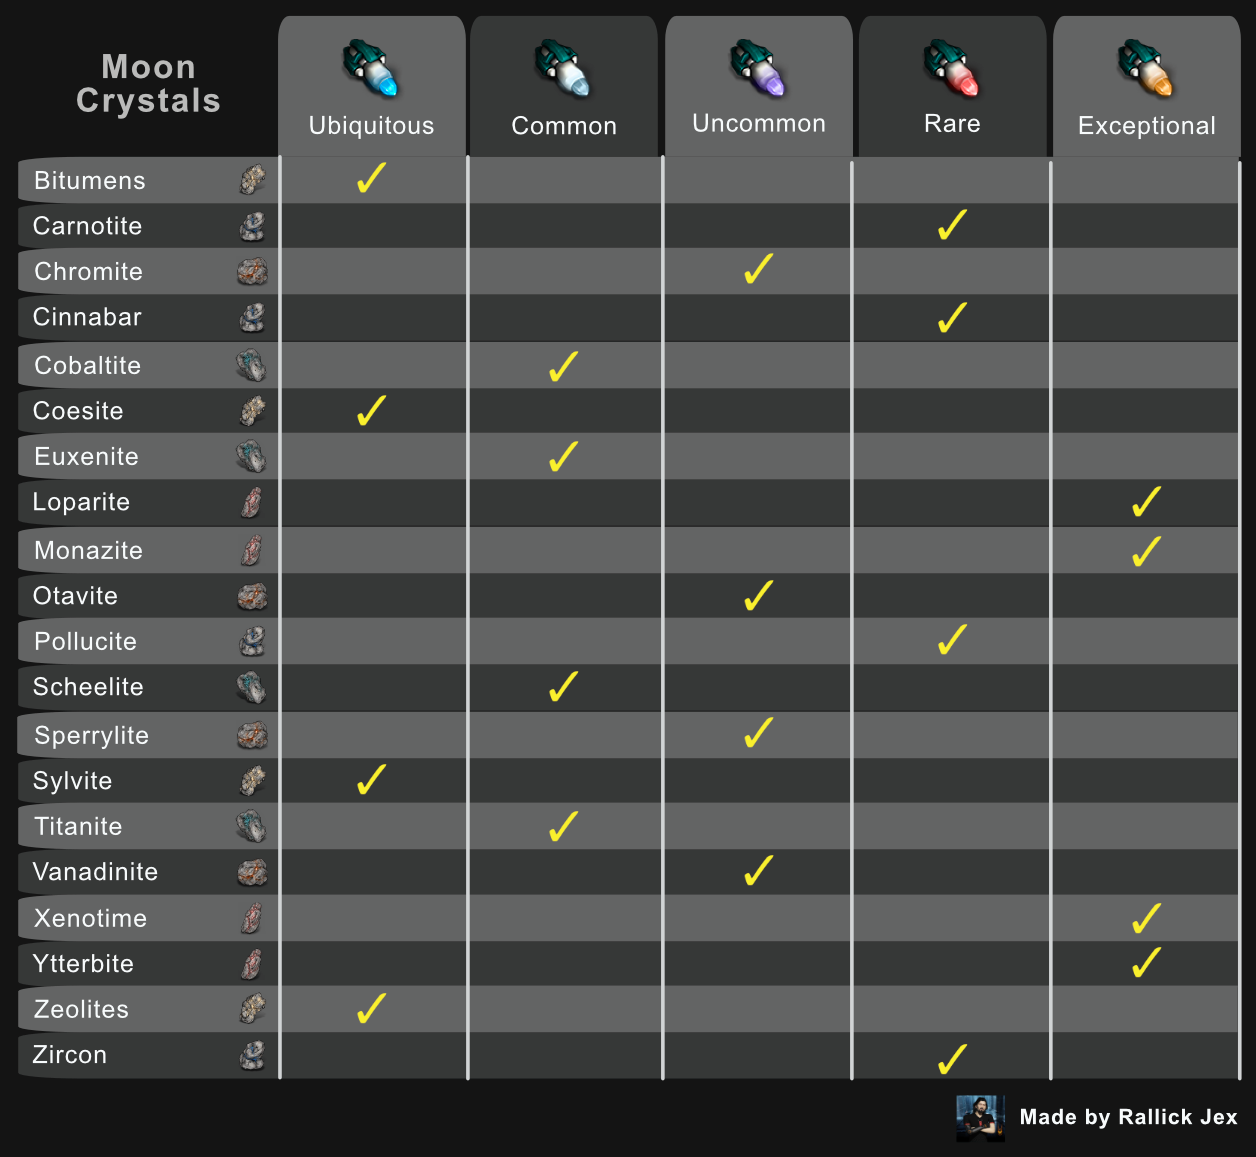 Moon
Crystals
Ubiquitous Common Uncommon Rare Exceptional
Bitumens ✓
Carnotite ✓
Chromite ✓
Cinnabar ✓
Cobaltite ✓
Coesite ✓
Euxenite ✓
Loparite ✓
Monazite ✓
Otavite ✓
Pollucite ✓
Scheelite ✓
Sperrylite ✓
Sylvite ✓
Titanite ✓
Vanadinite ✓
Xenotime ✓
Ytterbite ✓
Zeolites ✓
Zircon ✓
Made by Rallick Jex